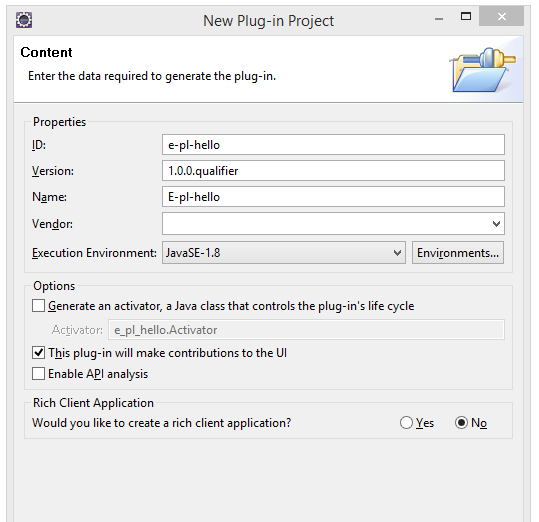 New Plug-in Project
Content
Enter the data required to generate the plug-in.
Properties
ID: e-pl-hello
Version: 1.0.0.qualifier
Name: E-pl-hello
Vendor:
Execution Environment: JavaSE-1.8 Environments...
Options
Generate an activator, a Java class that controls the plug-in's life cycle
Activator: e_pl_hello.Activator
This plug-in will make contributions to the UI
Enable API analysis
Rich Client Application
Would you like to create a rich client application? Yes No